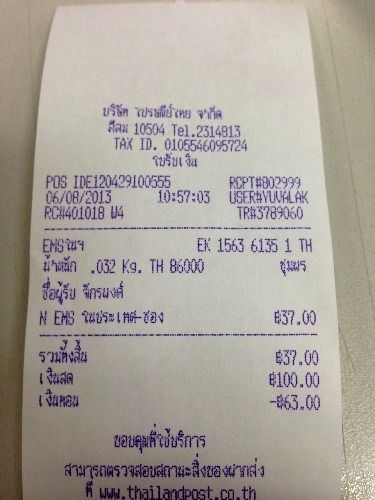 บริษัท ไปรษณีย์ไทย จำกัด
สีลม 10504 Tel.2314813
TAX ID. 0105546095724
ใบรับเงิน
POS IDE120429100555 RCPT#802999
06/08/2013 10:57:03 USER#YUVALAK
RC#401018 W4 TR#3789060
EMSในฯ EK 1563 6135 1 TH
น้ำหนัก .032 Kg. TH 86000 ชุมพร
ชื่อผู้รับ จักรพงศ์
N EMS ในประเทศ-ซอง ฿37.00
รวมทั้งสิ้น ฿37.00
เงินสด ฿100.00
เงินทอน -฿63.00
ขอบคุณที่ใช้บริการ
สามารถตรวจสอบสถานะสิ่งของฝากส่ง
ที่ www.thailandpost.co.th